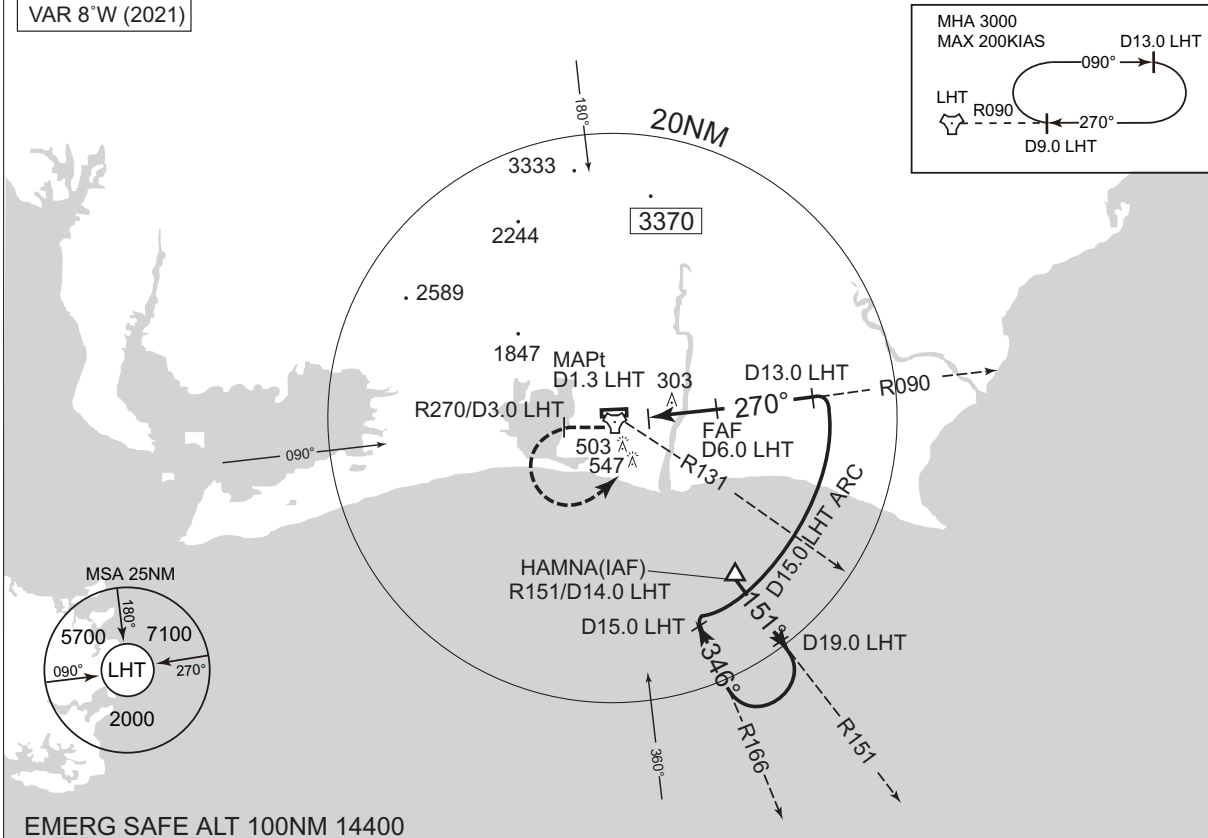 VAR 8°W (2021)
MHA 3000
MAX 200KIAS
D13.0 LHT
090°
LHT
R090
270°
D9.0 LHT
180°
20NM
3333
3370
2244
2589
1847
MAPt
D1.3 LHT
303
D13.0 LHT
R090
R270/D3.0 LHT
270°
FAF
D6.0 LHT
090°
503
547
R131
D15.0 LHT ARC
HAMNA(IAF)
R151/D14.0 LHT
151°
D15.0 LHT
D19.0 LHT
346°
R166
R151
360°
MSA 25NM
180°
5700
7100
090°
LHT
270°
2000
EMERG SAFE ALT 100NM 14400